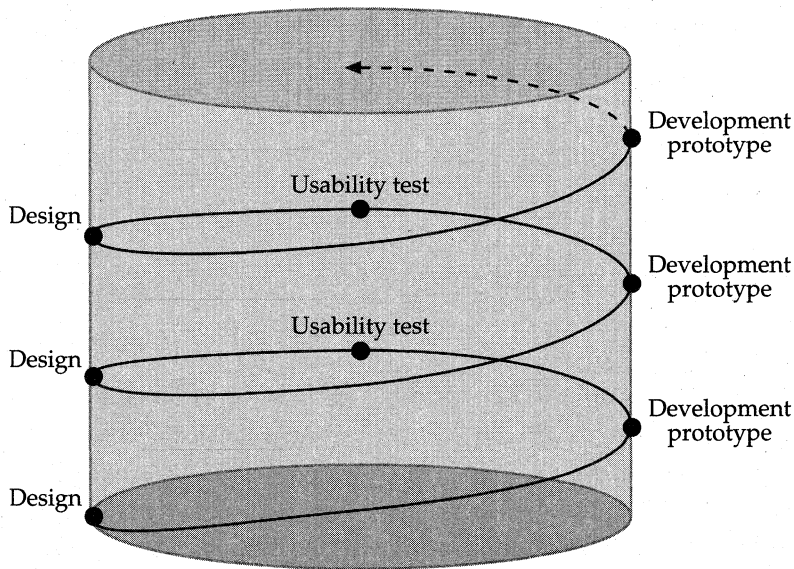 Development
prototype
Usability test
Design
Development
prototype
Usability test
Design
Development
prototype
Design